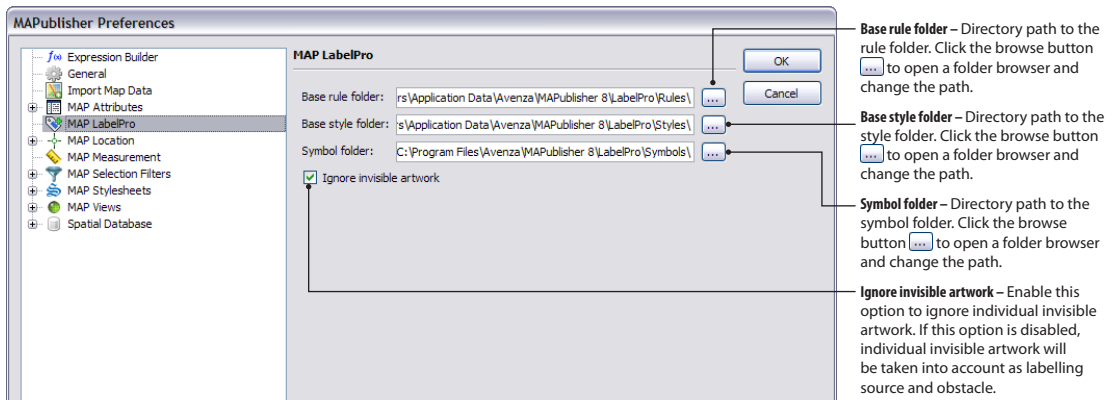 MAPublisher Preferences
Expression Builder
General
Import Map Data
MAP Attributes
MAP LabelPro
MAP Location
MAP Measurement
MAP Selection Filters
MAP Stylesheets
MAP Views
Spatial Database
MAP LabelPro
Base rule folder: rs\Application Data\Avenza\MAPublisher 8\LabelPro\Rules\ ...
Base style folder: 's\Application Data\Avenza\MAPublisher 8\LabelPro\Styles\ ...
Symbol folder: C:\Program Files\Avenza\MAPublisher 8\LabelPro\Symbols\ ...
Ignore invisible artwork
OK
Cancel
Base rule folder – Directory path to the
rule folder. Click the browse button
... to open a folder browser and
change the path.
Base style folder – Directory path to the
style folder. Click the browse button
... to open a folder browser and
change the path.
Symbol folder – Directory path to the
symbol folder. Click the browse
button ... to open a folder browser
and change the path.
Ignore invisible artwork – Enable this
option to ignore individual invisible
artwork. If this option is disabled,
individual invisible artwork will
be taken into account as labelling
source and obstacle.